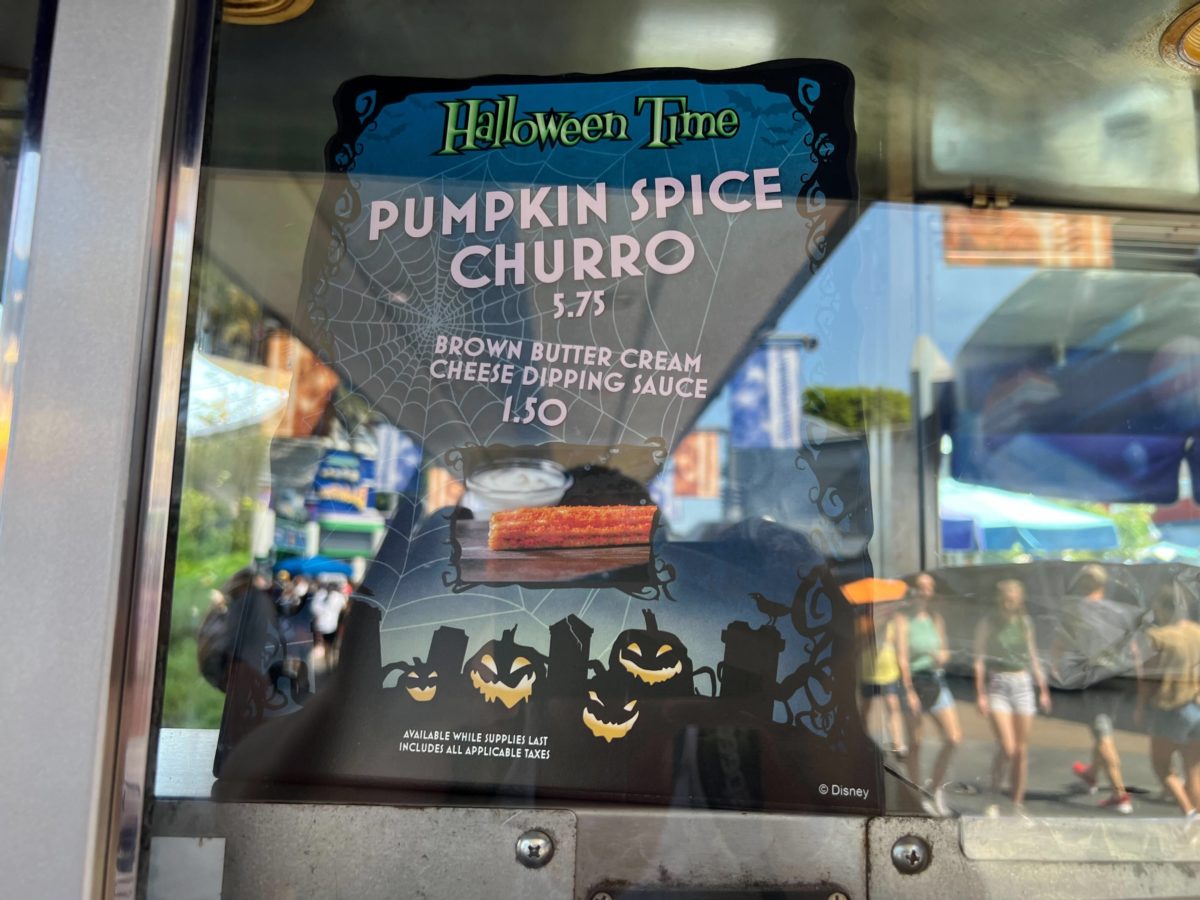 Halloween Time
PUMPKIN SPICE
CHURRO
5.75
BROWN BUTTER CREAM
CHEESE DIPPING SAUCE
1.50
AVAILABLE WHILE SUPPLIES LAST
INCLUDES ALL APPLICABLE TAXES
© Disney